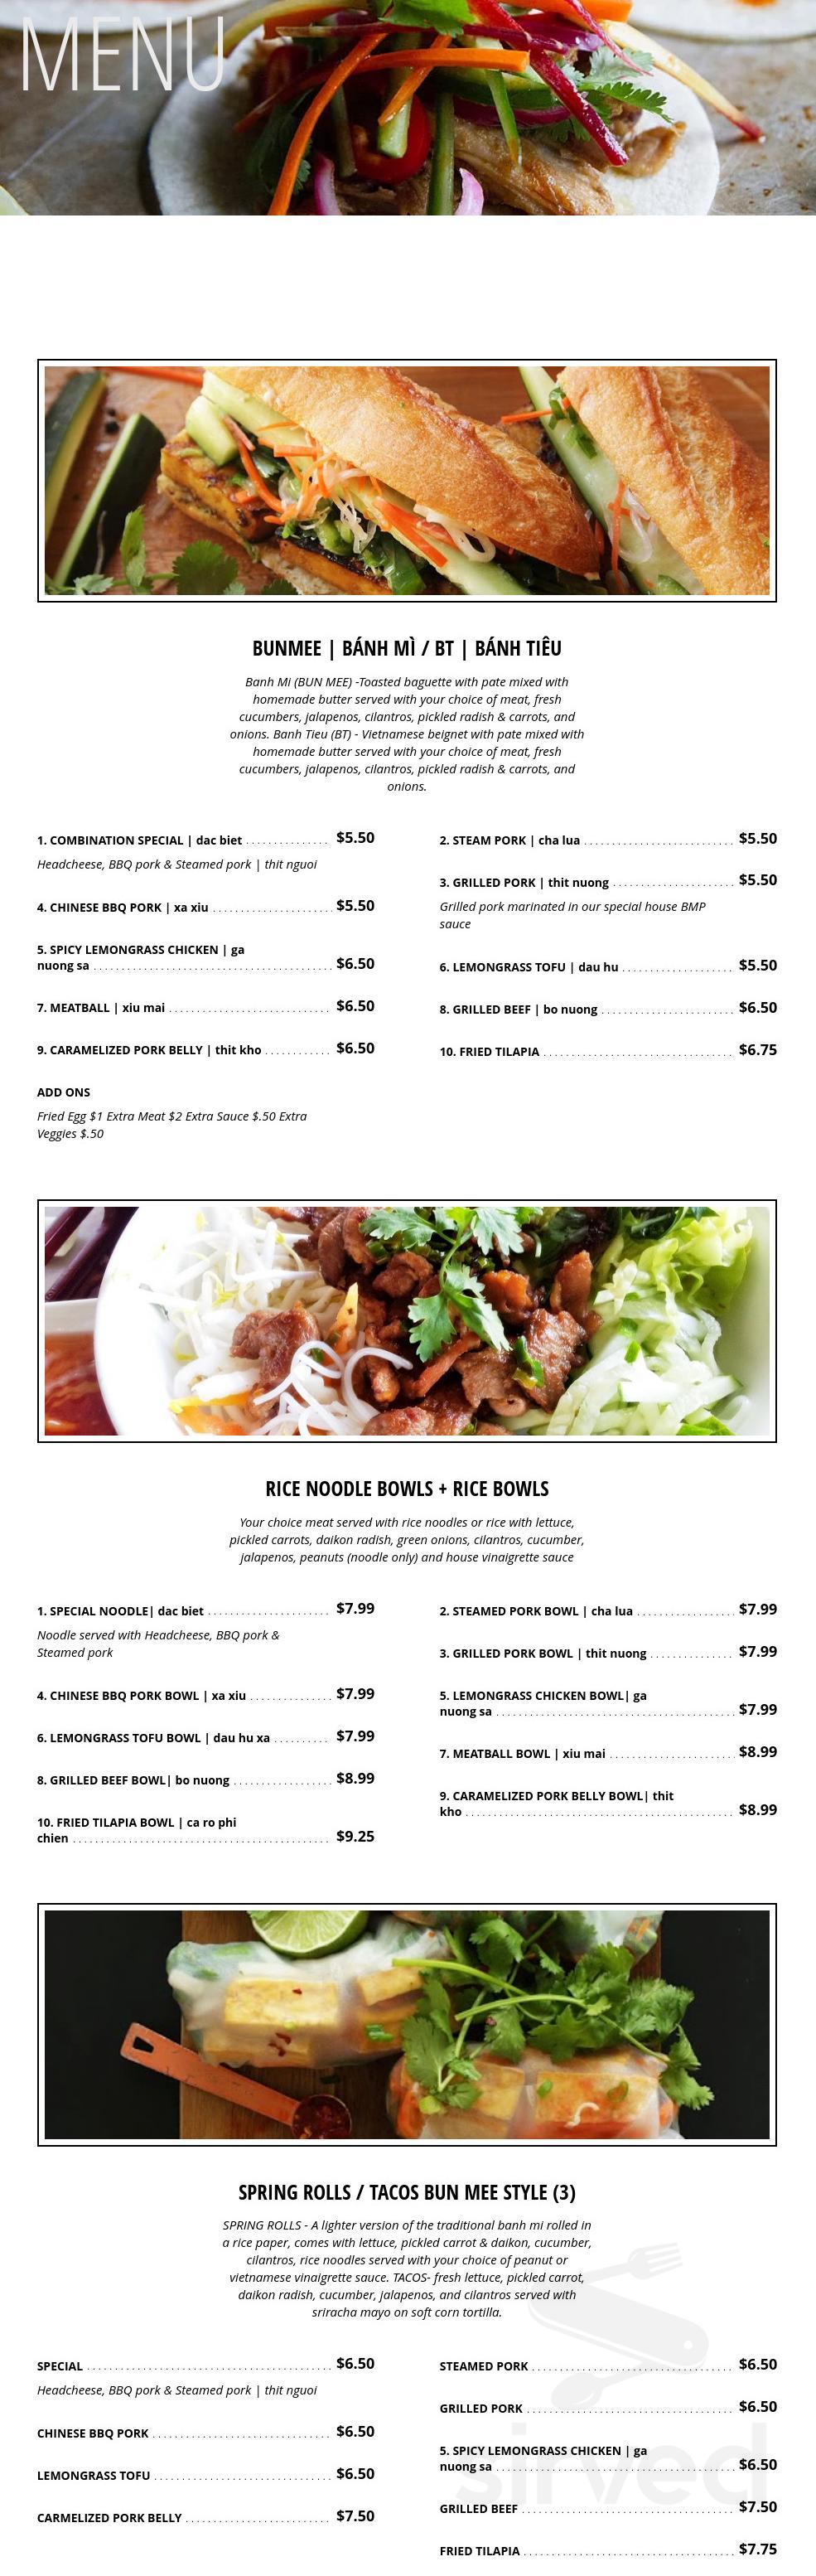 MENU
BUNMEE | BÁNH MÌ / BT | BÁNH TIÊU
Banh Mi (BUN MEE) -Toasted baguette with pate mixed with
homemade butter served with your choice of meat, fresh
cucumbers, jalapenos, cilantros, pickled radish & carrots, and
onions. Banh Tieu (BT) - Vietnamese beignet with pate mixed with
homemade butter served with your choice of meat, fresh
cucumbers, jalapenos, cilantros, pickled radish & carrots, and
onions.
1. COMBINATION SPECIAL | dac biet $5.50
Headcheese, BBQ pork & Steamed pork | thit nguoi
4. CHINESE BBQ PORK | xa xiu $5.50
5. SPICY LEMONGRASS CHICKEN | ga
nuong sa $6.50
7. MEATBALL | xiu mai $6.50
9. CARAMELIZED PORK BELLY | thit kho $6.50
ADD ONS
Fried Egg $1 Extra Meat $2 Extra Sauce $.50 Extra
Veggies $.50
2. STEAM PORK | cha lua $5.50
3. GRILLED PORK | thit nuong $5.50
Grilled pork marinated in our special house BMP
sauce
6. LEMONGRASS TOFU | dau hu $5.50
8. GRILLED BEEF | bo nuong $6.50
10. FRIED TILAPIA $6.75
RICE NOODLE BOWLS + RICE BOWLS
Your choice meat served with rice noodles or rice with lettuce,
pickled carrots, daikon radish, green onions, cilantros, cucumber,
jalapenos, peanuts (noodle only) and house vinaigrette sauce
1. SPECIAL NOODLE| dac biet $7.99
Noodle served with Headcheese, BBQ pork &
Steamed pork
4. CHINESE BBQ PORK BOWL | xa xiu $7.99
6. LEMONGRASS TOFU BOWL | dau hu xa $7.99
8. GRILLED BEEF BOWL| bo nuong $8.99
10. FRIED TILAPIA BOWL | ca ro phi
chien $9.25
2. STEAMED PORK BOWL | cha lua $7.99
3. GRILLED PORK BOWL | thit nuong $7.99
5. LEMONGRASS CHICKEN BOWL| ga
nuong sa $7.99
7. MEATBALL BOWL | xiu mai $8.99
9. CARAMELIZED PORK BELLY BOWL| thit
kho $8.99
SPRING ROLLS / TACOS BUN MEE STYLE (3)
SPRING ROLLS - A lighter version of the traditional banh mi rolled in
a rice paper, comes with lettuce, pickled carrot & daikon, cucumber,
cilantros, rice noodles served with your choice of peanut or
vietnamese vinaigrette sauce. TACOS- fresh lettuce, pickled carrot,
daikon radish, cucumber, jalapenos, and cilantros served with
sriracha mayo on soft corn tortilla.
SPECIAL $6.50
Headcheese, BBQ pork & Steamed pork | thit nguoi
CHINESE BBQ PORK $6.50
LEMONGRASS TOFU $6.50
CARMELIZED PORK BELLY $7.50
STEAMED PORK $6.50
GRILLED PORK $6.50
5. SPICY LEMONGRASS CHICKEN | ga
nuong sa $6.50
GRILLED BEEF $7.50
FRIED TILAPIA $7.75
sirved